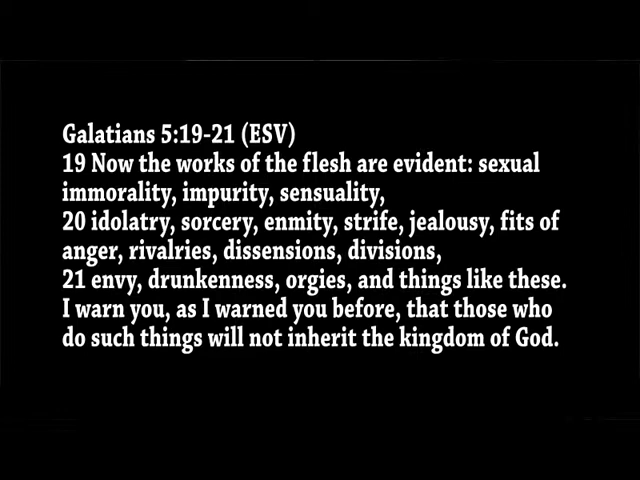 Galatians 5:19-21 (ESV)
19 Now the works of the flesh are evident: sexual
immorality, impurity, sensuality,
20 idolatry, sorcery, enmity, strife, jealousy, fits of
anger, rivalries, dissensions, divisions,
21 envy, drunkenness, orgies, and things like these.
I warn you, as I warned you before, that those who
do such things will not inherit the kingdom of God.